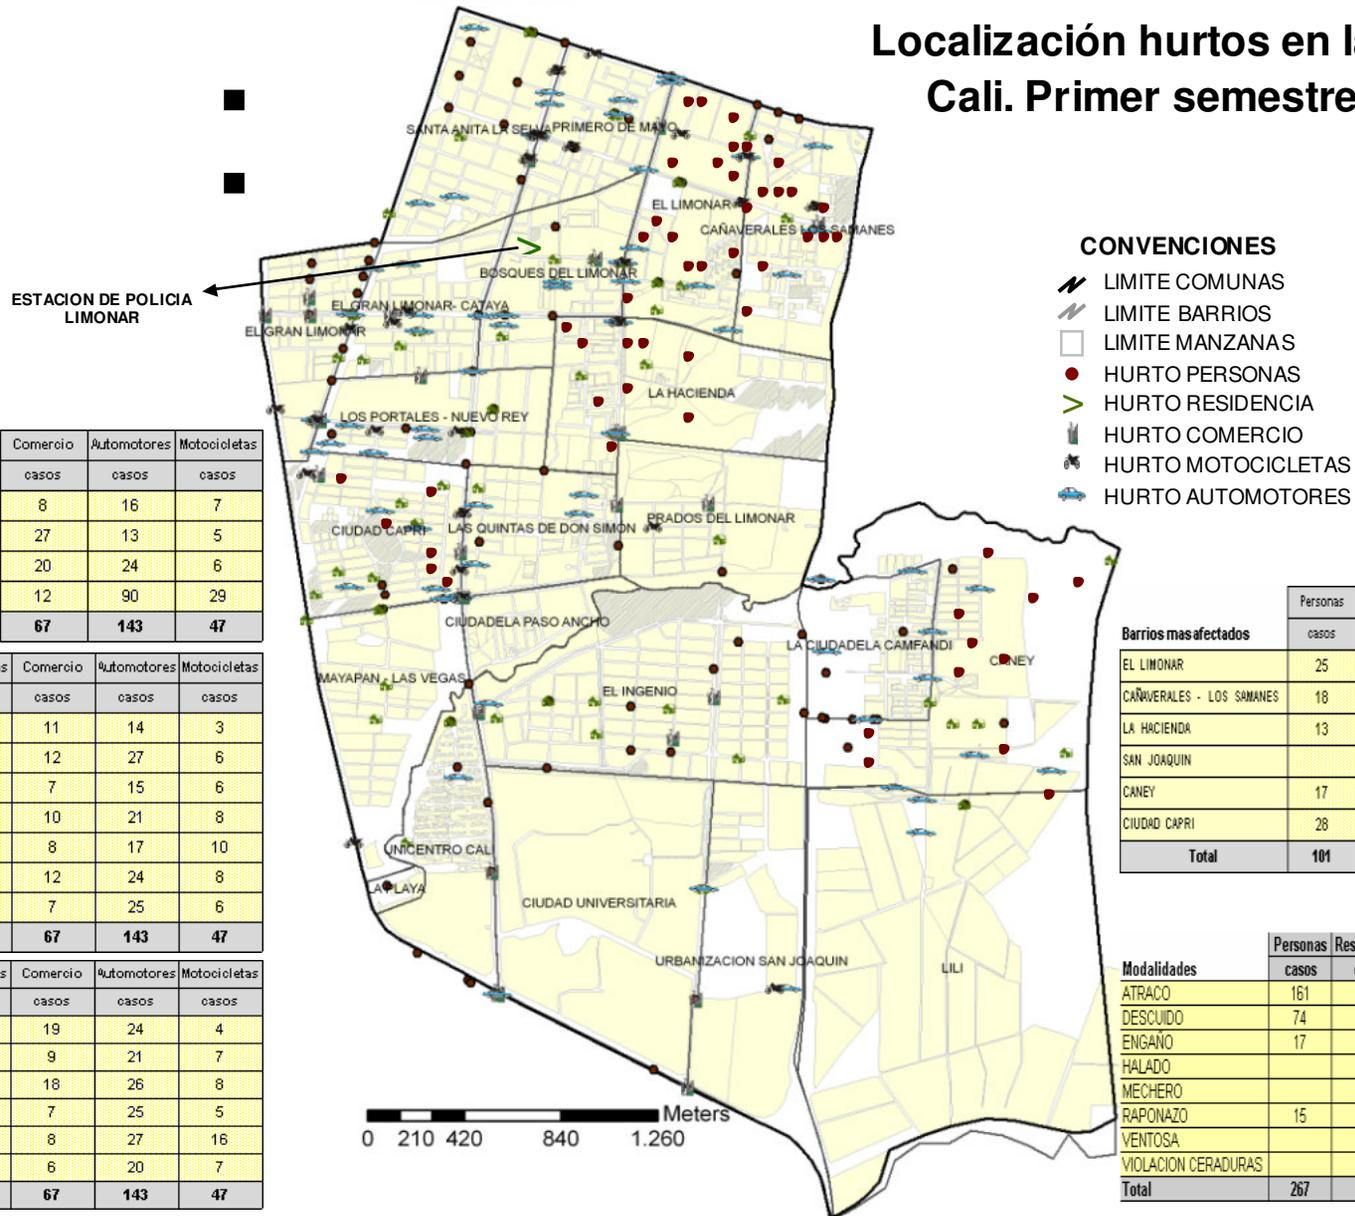 Localización hurtos en la
Cali. Primer semestre
SANTA ANITA LA SELVA
PRIMERO DE MAYO
EL LIMONAR
CAÑAVERALES LOS SAMANES
BOSQUES DEL LIMONAR
EL GRAN LIMONAR- CATAYA
EL GRAN LIMONAR
LA HACIENDA
LOS PORTALES - NUEVO REY
CIUDAD CAPRI
LAS QUINTAS DE DON SIMON
PRADOS DEL LIMONAR
CIUDADELA PASO ANCHO
LA CIUDADELA CAMFANDI
CANEY
MAYAPAN - LAS VEGAS
EL INGENIO
UNICENTRO CALI
LA PLAYA
CIUDAD UNIVERSITARIA
URBANIZACION SAN JOAQUIN
LILI
ESTACION DE POLICIA
LIMONAR
CONVENCIONES
LIMITE COMUNAS
LIMITE BARRIOS
LIMITE MANZANAS
HURTO PERSONAS
HURTO RESIDENCIA
HURTO COMERCIO
HURTO MOTOCICLETAS
HURTO AUTOMOTORES
Comercio Automotores Motocicletas
casos casos casos
8 16 7
27 13 5
20 24 6
12 90 29
67 143 47
s Comercio Automotores Motocicletas
casos casos casos
11 14 3
12 27 6
7 15 6
10 21 8
8 17 10
12 24 8
7 25 6
67 143 47
s Comercio Automotores Motocicletas
casos casos casos
19 24 4
9 21 7
18 26 8
7 25 5
8 27 16
6 20 7
67 143 47
Meters
0 210 420 840 1.260
Personas
Barrios mas afectados casos
EL LIMONAR 25
CAÑAVERALES - LOS SAMANES 18
LA HACIENDA 13
SAN JOAQUIN
CANEY 17
CIUDAD CAPRI 28
Total 101
Personas Res
Modalidades casos
ATRACO 161
DESCUIDO 74
ENGAÑO 17
HALADO
MECHERO
RAPONAZO 15
VENTOSA
VIOLACION CERADURAS
Total 267